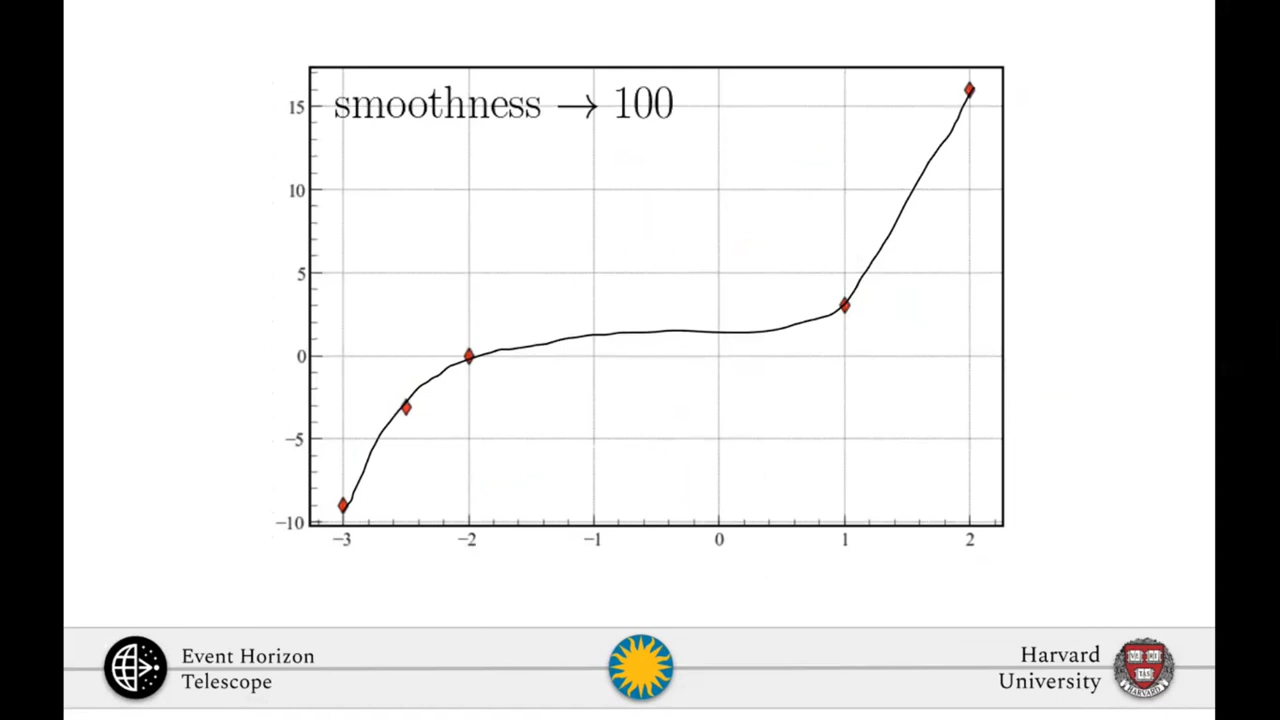 smoothness → 100
15
10
5
0
−5
−10
−3 −2 −1 0 1 2
Event Horizon
Telescope
Harvard
University
HARVARD